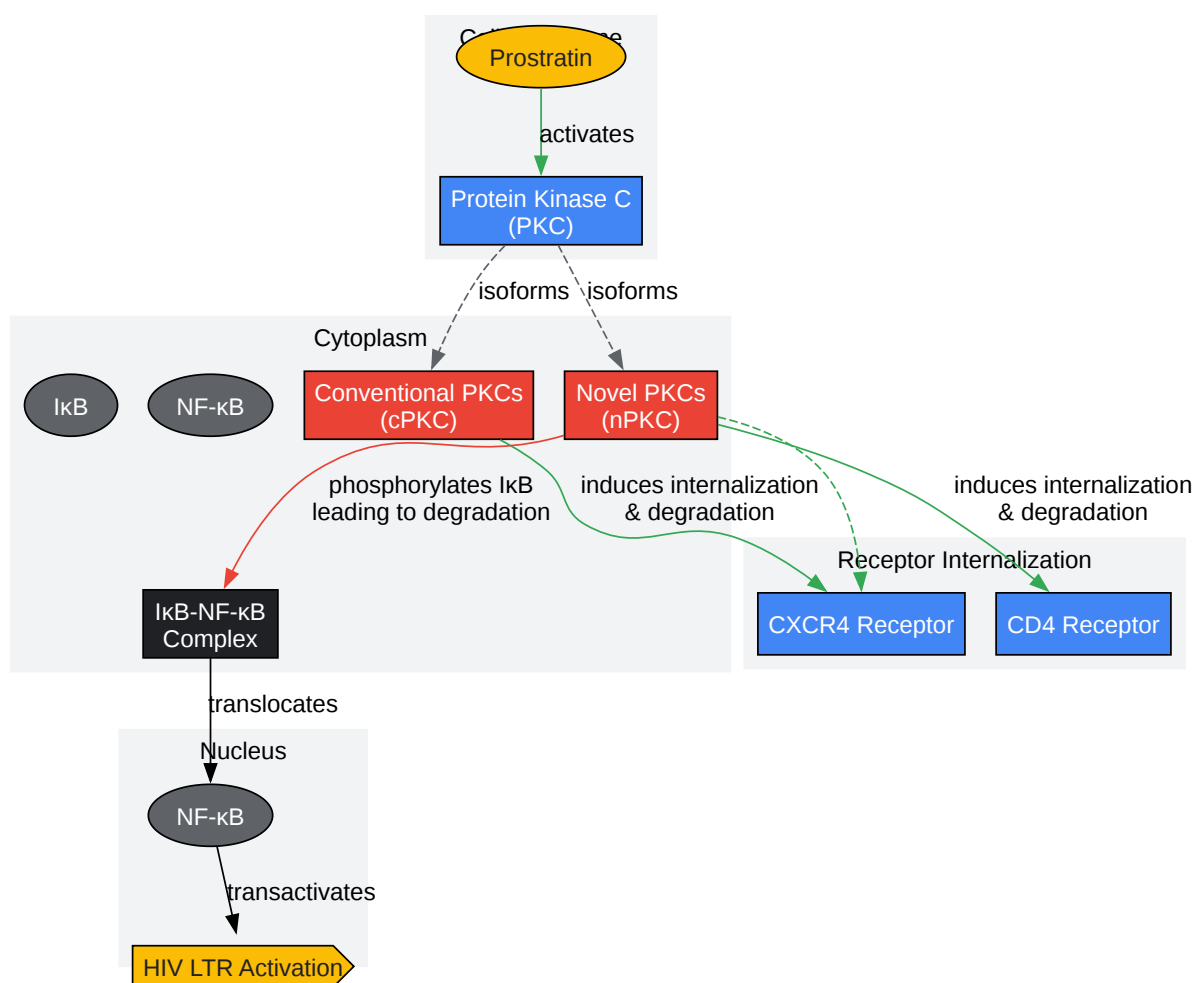 Prostratin
activates
Protein Kinase C
(PKC)
isoforms
isoforms
Cytoplasm
IκB
NF-κB
Conventional PKCs
(cPKC)
Novel PKCs
(nPKC)
phosphorylates IκB
leading to degradation
induces internalization
& degradation
induces internalization
& degradation
Receptor Internalization
IκB-NF-κB
Complex
CXCR4 Receptor
CD4 Receptor
translocates
Nucleus
NF-κB
transactivates
HIV LTR Activation